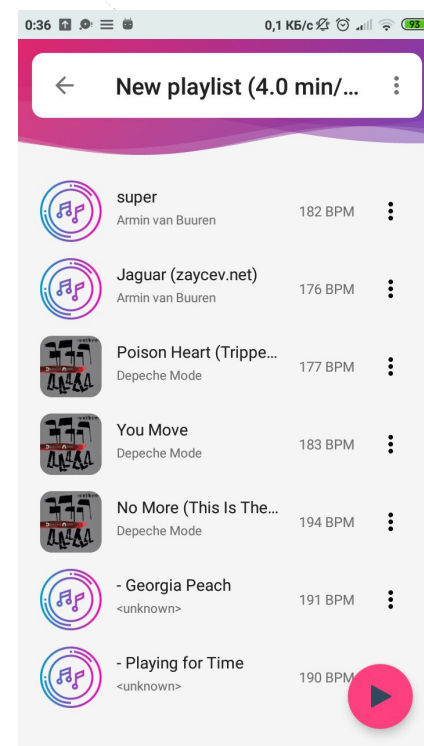 0:36
0,1 КБ/с
93
New playlist (4.0 min/...
super
Armin van Buuren
182 BPM
Jaguar (zaycev.net)
Armin van Buuren
176 BPM
Poison Heart (Trippe...
Depeche Mode
177 BPM
You Move
Depeche Mode
183 BPM
No More (This Is The...
Depeche Mode
194 BPM
- Georgia Peach
<unknown>
191 BPM
- Playing for Time
<unknown>
190 BPM